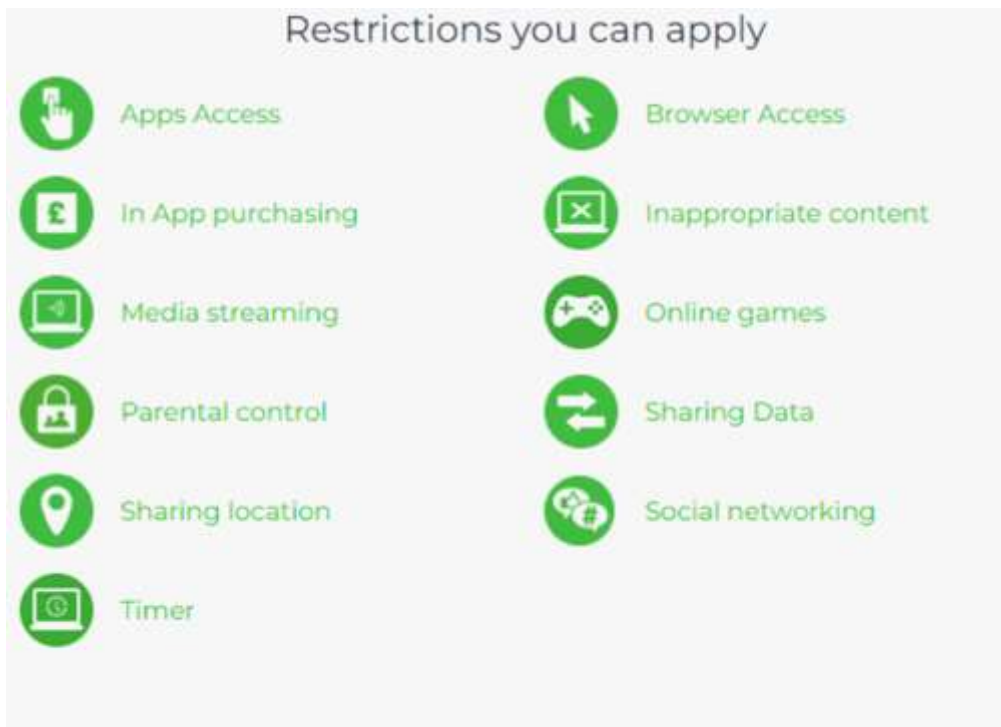 Restrictions you can apply
Apps Access
Browser Access
In App purchasing
Inappropriate content
£
Media streaming
Online games
Parental control
Sharing Data
Sharing location
Social networking
#
Timer